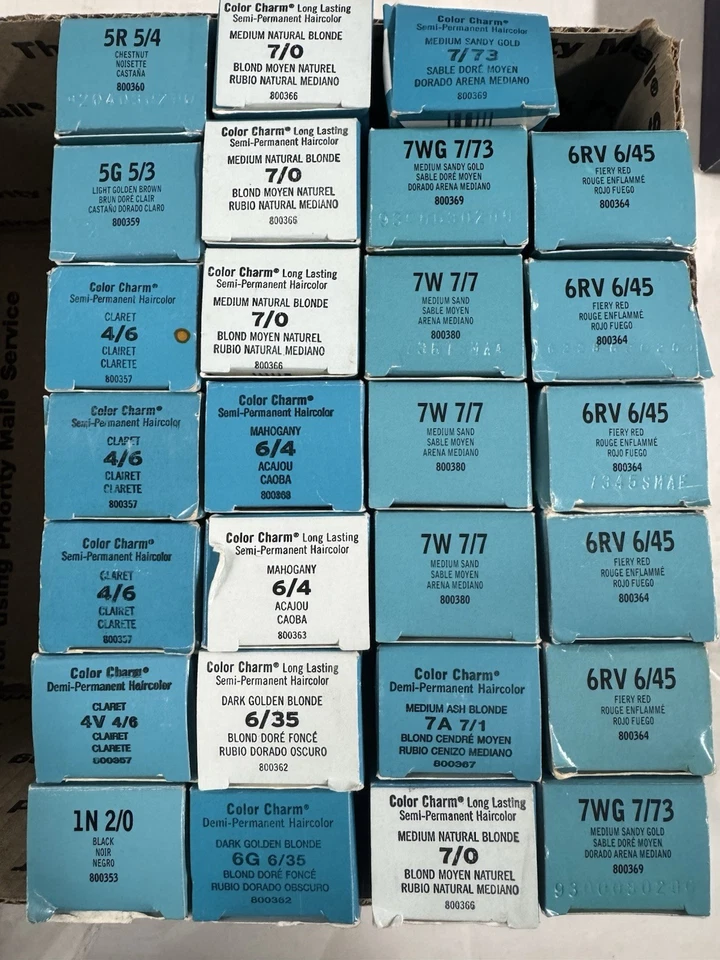 5R 5/4
CHESTNUT
NOISETTE
CASTAÑA
800360
5G 5/3
LIGHT GOLDEN BROWN
BRUN DORÉ CLAIR
CASTAÑO DORADO CLARO
800359
Color Charm®
Semi-Permanent Haircolor
CLARET
4/6
CLAIRET
CLARETE
800357
Color Charm®
Semi-Permanent Haircolor
CLARET
4/6
CLAIRET
CLARETE
800357
Color Charm®
Semi-Permanent Haircolor
CLARET
4/6
CLAIRET
CLARETE
800357
Color Charm®
Demi-Permanent Haircolor
CLARET
4V 4/6
CLAIRET
CLARETE
800357
1N 2/0
BLACK
NOIR
NEGRO
800353
Color Charm® Long Lasting
Semi-Permanent Haircolor
MEDIUM NATURAL BLONDE
7/0
BLOND MOYEN NATUREL
RUBIO NATURAL MEDIANO
800366
Color Charm® Long Lasting
Semi-Permanent Haircolor
MEDIUM NATURAL BLONDE
7/0
BLOND MOYEN NATUREL
RUBIO NATURAL MEDIANO
800366
Color Charm® Long Lasting
Semi-Permanent Haircolor
MEDIUM NATURAL BLONDE
7/0
BLOND MOYEN NATUREL
RUBIO NATURAL MEDIANO
800366
Color Charm®
Semi-Permanent Haircolor
MAHOGANY
6/4
ACAJOU
CAOBA
Color Charm® Long Lasting
Semi-Permanent Haircolor
MAHOGANY
6/4
ACAJOU
CAOBA
800363
Color Charm® Long Lasting
Semi-Permanent Haircolor
DARK GOLDEN BLONDE
6/35
BLOND DORÉ FONCÉ
RUBIO DORADO OSCURO
800362
Color Charm®
Demi-Permanent Haircolor
DARK GOLDEN BLONDE
6G 6/35
BLOND DORÉ FONCÉ
RUBIO DORADO OBSCURO
800362
Color Charm®
Semi-Permanent Haircolor
MEDIUM SANDY GOLD
7/73
SABLE DORÉ MOYEN
DORADO ARENA MEDIANO
800369
7WG 7/73
MEDIUM SANDY GOLD
SABLE DORÉ MOYEN
DORADO ARENA MEDIANO
800369
7W 7/7
MEDIUM SAND
SABLE MOYEN
ARENA MEDIANO
800380
7W 7/7
MEDIUM SAND
SABLE MOYEN
ARENA MEDIANO
800380
7W 7/7
MEDIUM SAND
SABLE MOYEN
ARENA MEDIANO
800380
Color Charm®
Demi-Permanent Haircolor
MEDIUM ASH BLONDE
7A 7/1
BLOND CENDRÉ MOYEN
RUBIO CENIZO MEDIANO
800367
Color Charm® Long Lasting
Semi-Permanent Haircolor
MEDIUM NATURAL BLONDE
7/0
BLOND MOYEN NATUREL
RUBIO NATURAL MEDIANO
800366
6RV 6/45
FIERY RED
ROUGE ENFLAMMÉ
ROJO FUEGO
800364
6RV 6/45
FIERY RED
ROUGE ENFLAMMÉ
ROJO FUEGO
800364
6RV 6/45
FIERY RED
ROUGE ENFLAMMÉ
ROJO FUEGO
800364
7345SMAE
6RV 6/45
FIERY RED
ROUGE ENFLAMMÉ
ROJO FUEGO
800364
6RV 6/45
FIERY RED
ROUGE ENFLAMMÉ
ROJO FUEGO
800364
7WG 7/73
MEDIUM SANDY GOLD
SABLE DORÉ MOYEN
DORADO ARENA MEDIANO
800369
using Priority Mail® Service